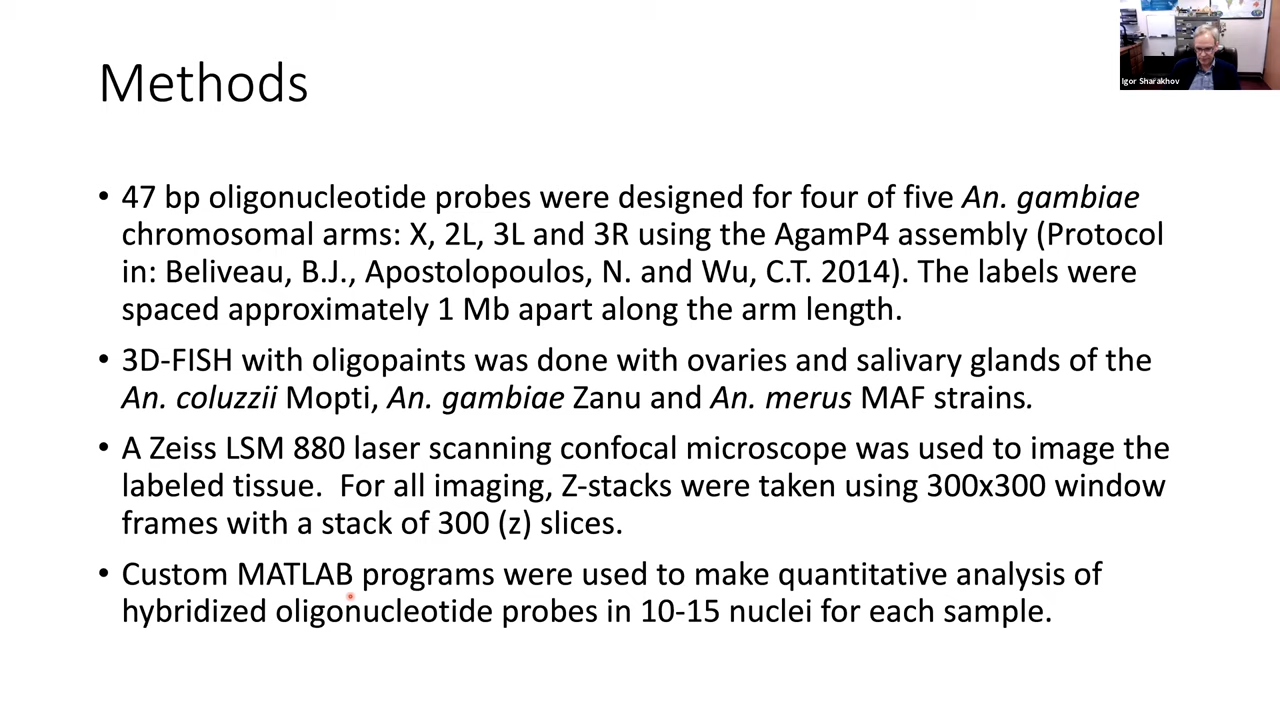 Igor Sharakhov
Methods
• 47 bp oligonucleotide probes were designed for four of five An. gambiae
chromosomal arms: X, 2L, 3L and 3R using the AgamP4 assembly (Protocol
in: Beliveau, B.J., Apostolopoulos, N. and Wu, C.T. 2014). The labels were
spaced approximately 1 Mb apart along the arm length.
• 3D-FISH with oligopaints was done with ovaries and salivary glands of the
An. coluzzii Mopti, An. gambiae Zanu and An. merus MAF strains.
• A Zeiss LSM 880 laser scanning confocal microscope was used to image the
labeled tissue.  For all imaging, Z-stacks were taken using 300x300 window
frames with a stack of 300 (z) slices.
• Custom MATLAB programs were used to make quantitative analysis of
hybridized oligonucleotide probes in 10-15 nuclei for each sample.